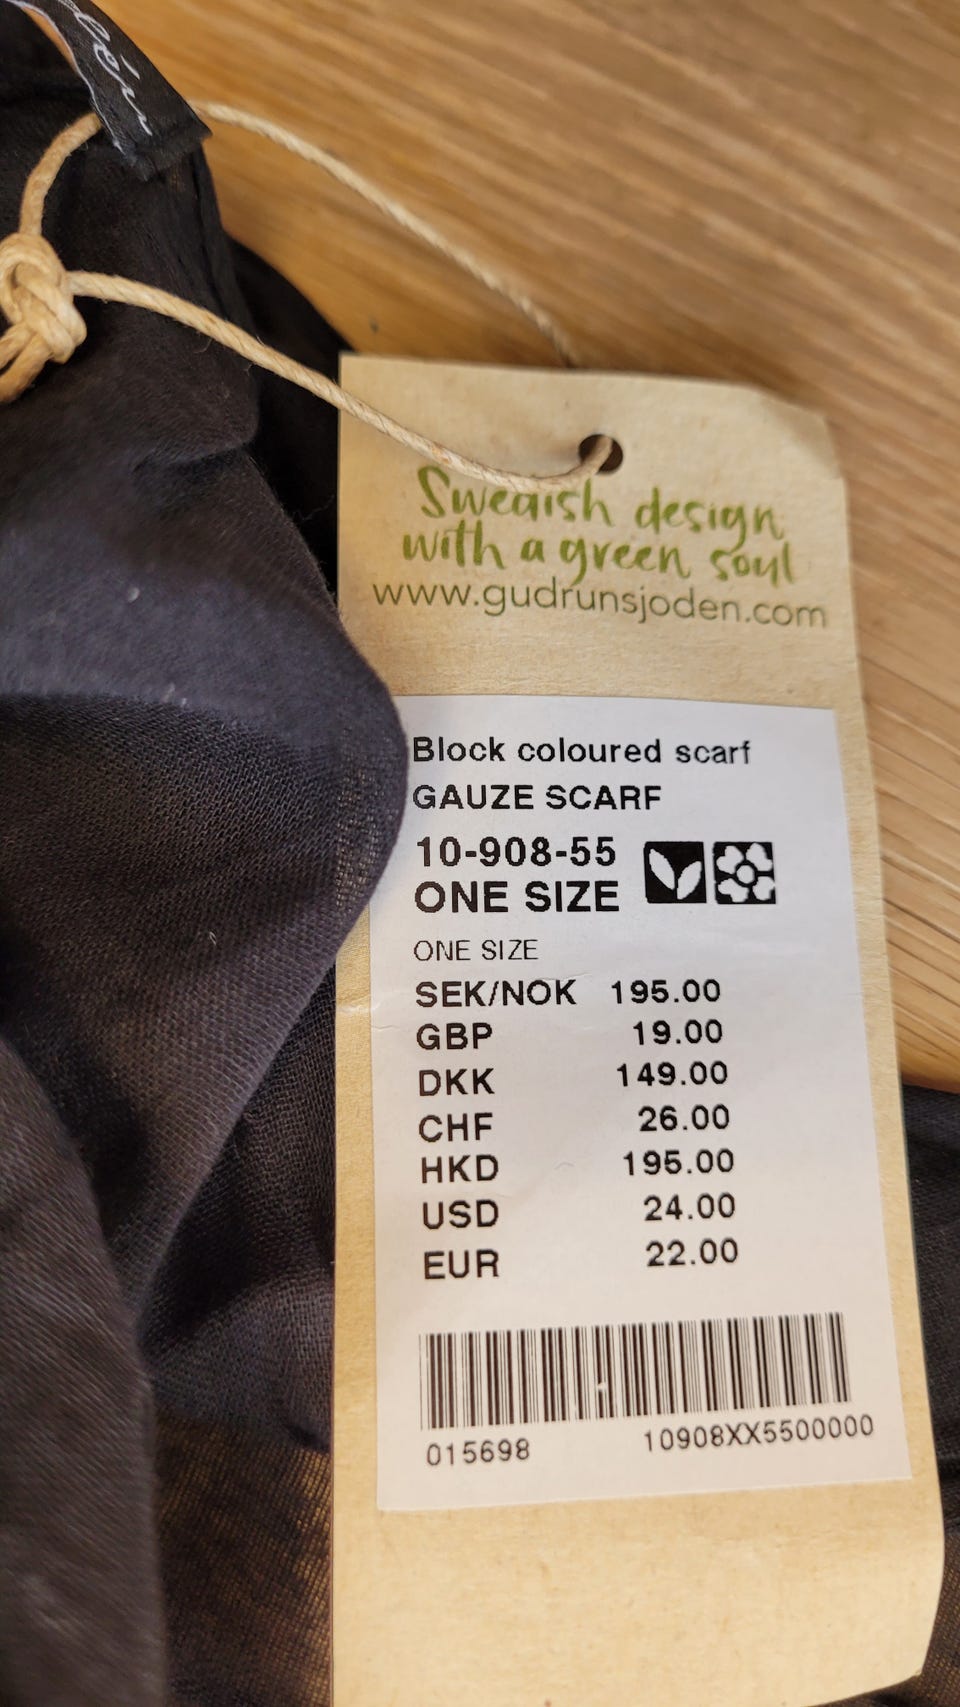 Swedish design
with a green soul
www.gudrunsjoden.com
Block coloured scarf
GAUZE SCARF
10-908-55
ONE SIZE
ONE SIZE
SEK/NOK 195.00
GBP 19.00
DKK 149.00
CHF 26.00
HKD 195.00
USD 24.00
EUR 22.00
015698 10908XX5500000